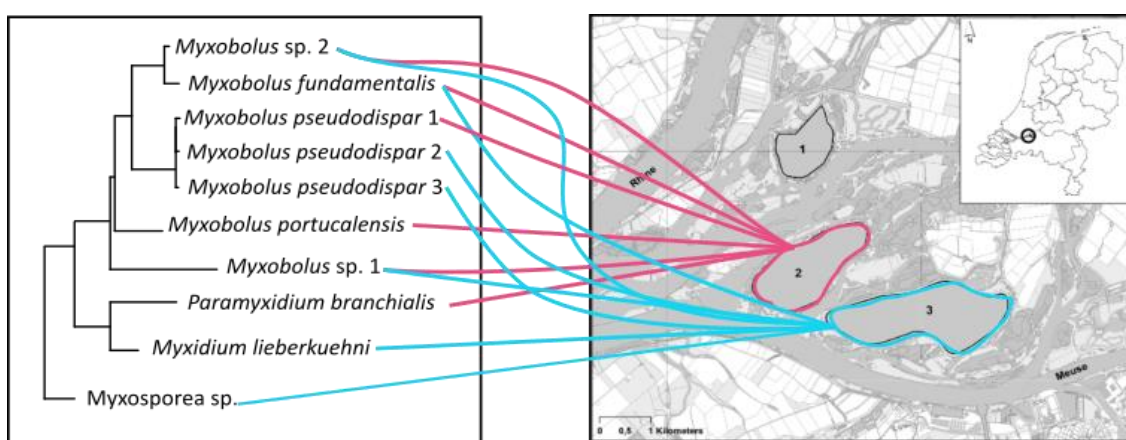 Myxobolus sp. 2
Myxobolus fundamentalis
Myxobolus pseudodispar 1
Myxobolus pseudodispar 2
Myxobolus pseudodispar 3
Myxobolus portucalensis
Myxobolus sp. 1
Paramyxidium branchialis
Myxidium lieberkuehni
Myxosporea sp.
N
1
Rhine
2
3
Meuse
0 0,5 1 Kilometers